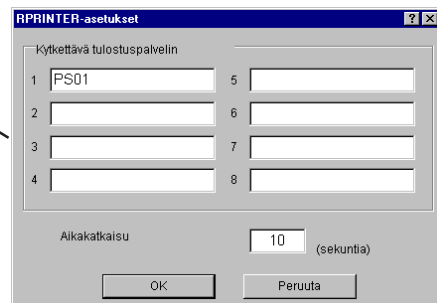 RPRINTER-asetukset
Kytkettävä tulostuspalvelin
1 PS01 5
2 6
3 7
4 8
Aikakatkaisu 10 (sekuntia)
OK Peruuta